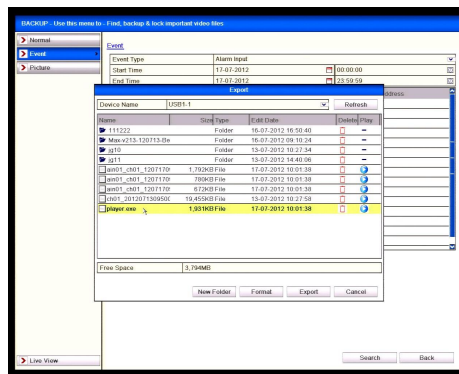 BACKUP - Use this menu to - Find, backup & lock important video files
Normal
Event
Picture
Event
Event Type Alarm Input
Start Time 17-07-2012 00:00:00
End Time 17-07-2012 23:59:59
Export
Device Name USB1-1 Refresh
Name Size Type Edit Date Delete Play
111222 Folder 16-07-2012 16:50:40
Max-v213-120713-Be Folder 16-07-2012 09:10:24
jg10 Folder 13-07-2012 10:27:34
jg11 Folder 13-07-2012 14:40:06
ain01_ch01_1207170 1,792KB File 17-07-2012 10:01:38
ain01_ch01_1207170 780KB File 17-07-2012 10:01:38
ain01_ch01_1207170 672KB File 17-07-2012 10:01:38
ch01_2012071309500 19,455KB File 13-07-2012 10:27:58
player.exe 1,931KB File 17-07-2012 10:01:38
Free Space 3,794MB
New Folder Format Export Cancel
Live View Search Back